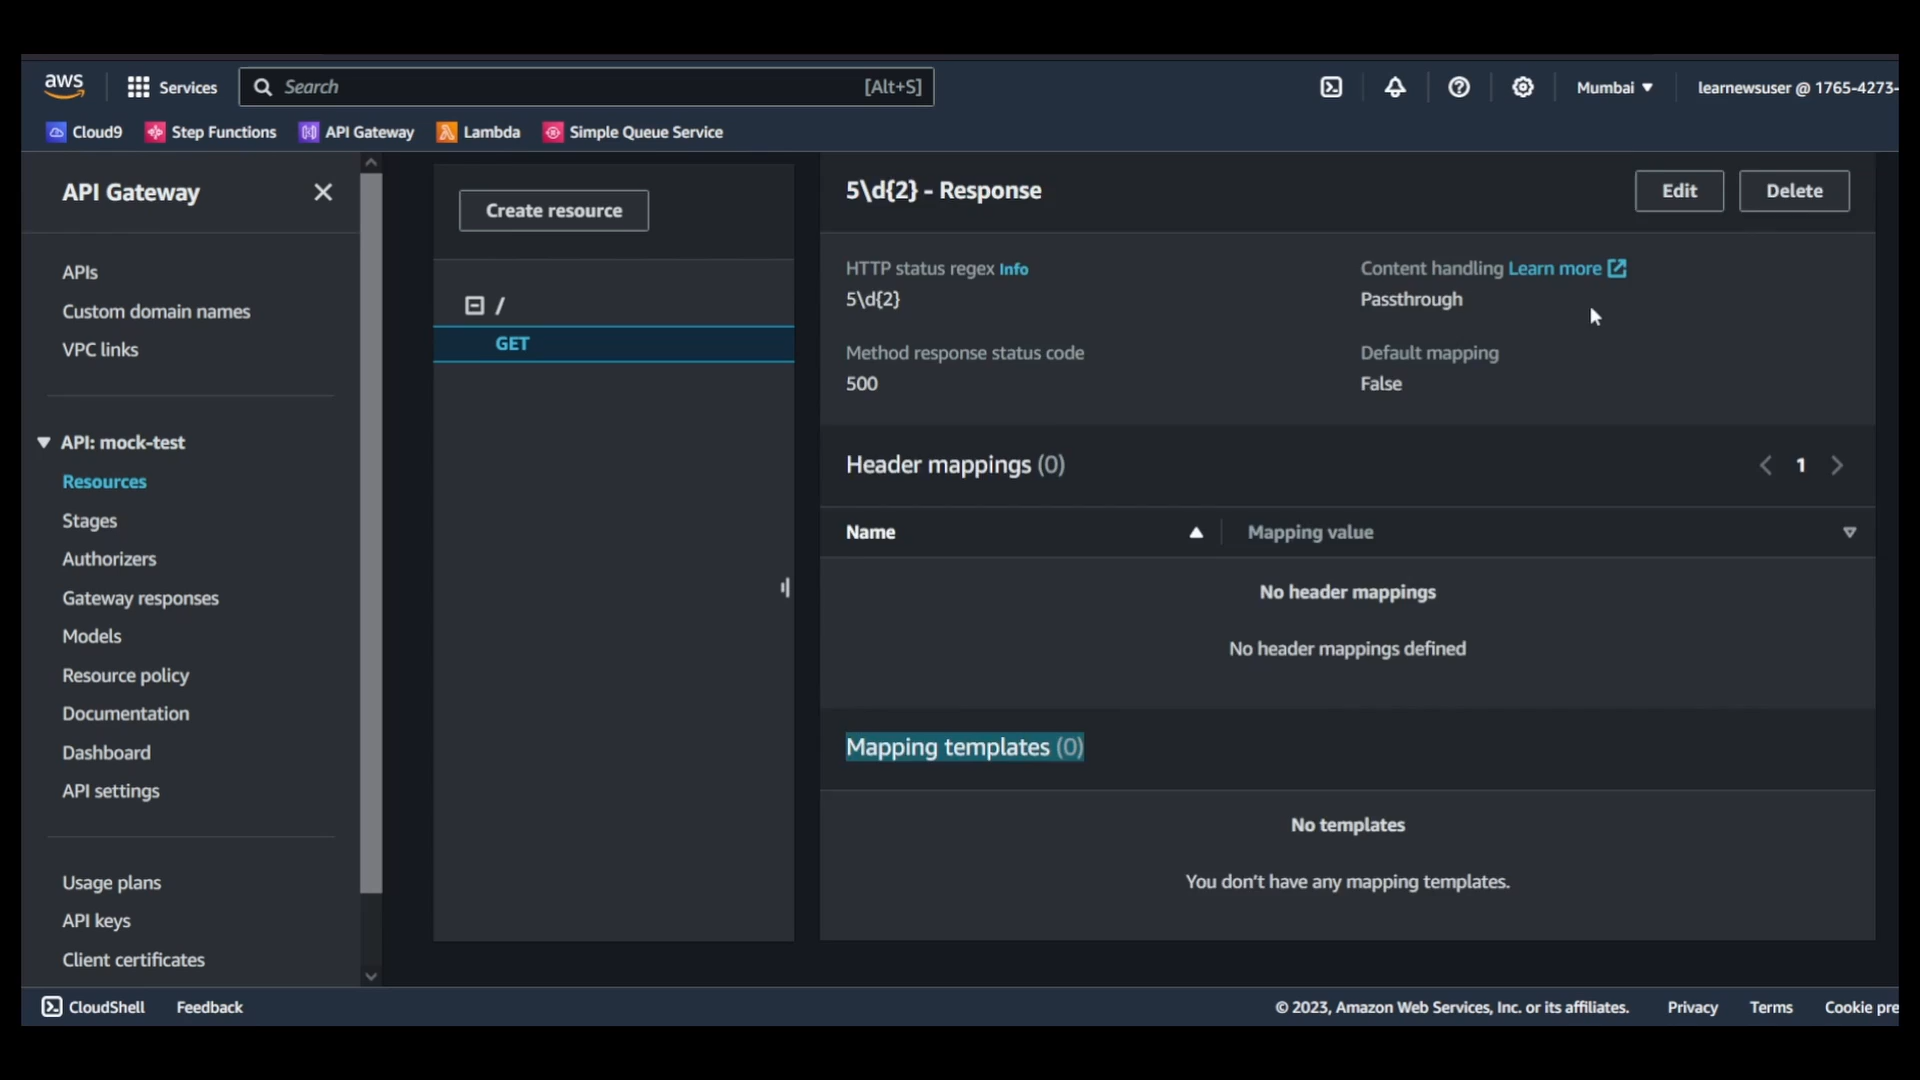 aws
Services
Search
[Alt+S]
Mumbai
learnewsuser @ 1765-4273-
Cloud9
Step Functions
API Gateway
Lambda
Simple Queue Service
API Gateway
APIs
Custom domain names
VPC links
API: mock-test
Resources
Stages
Authorizers
Gateway responses
Models
Resource policy
Documentation
Dashboard
API settings
Usage plans
API keys
Client certificates
Create resource
/
GET
5\d{2} - Response
Edit
Delete
HTTP status regex Info
5\d{2}
Content handling Learn more
Passthrough
Method response status code
500
Default mapping
False
Header mappings (0)
1
Name
Mapping value
No header mappings
No header mappings defined
Mapping templates (0)
No templates
You don't have any mapping templates.
CloudShell
Feedback
© 2023, Amazon Web Services, Inc. or its affiliates.
Privacy
Terms
Cookie pre